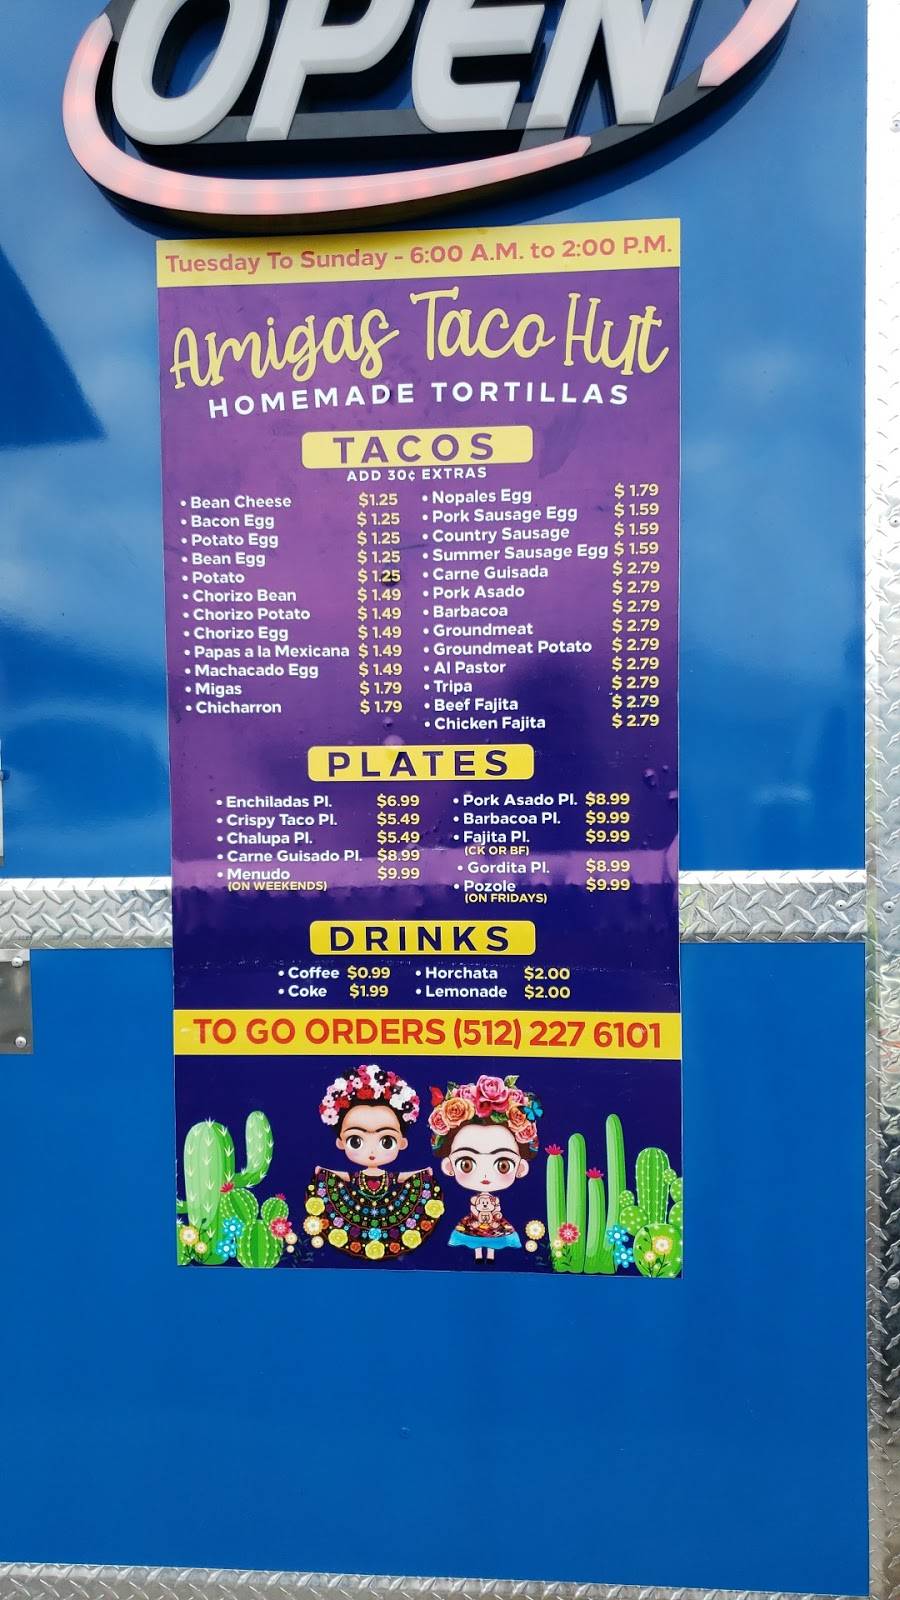 OPEN
Tuesday To Sunday - 6:00 A.M. to 2:00 P.M.
Amigas Taco Hut
HOMEMADE TORTILLAS
TACOS
ADD 30¢ EXTRAS
• Bean Cheese $1.25
• Bacon Egg $1.25
• Potato Egg $1.25
• Bean Egg $1.25
• Potato $1.25
• Chorizo Bean $1.49
• Chorizo Potato $1.49
• Chorizo Egg $1.49
• Papas a la Mexicana $1.49
• Machacado Egg $1.49
• Migas $1.79
• Chicharron $1.79
• Nopales Egg $1.79
• Pork Sausage Egg $1.59
• Country Sausage $1.59
• Summer Sausage Egg $1.59
• Carne Guisada $2.79
• Pork Asado $2.79
• Barbacoa $2.79
• Groundmeat $2.79
• Groundmeat Potato $2.79
• Al Pastor $2.79
• Tripa $2.79
• Beef Fajita $2.79
• Chicken Fajita $2.79
PLATES
• Enchiladas Pl. $6.99
• Crispy Taco Pl. $5.49
• Chalupa Pl. $5.49
• Carne Guisado Pl. $8.99
• Menudo $9.99
(ON WEEKENDS)
• Pork Asado Pl. $8.99
• Barbacoa Pl. $9.99
• Fajita Pl. $9.99
(CK OR BF)
• Gordita Pl. $8.99
• Pozole $9.99
(ON FRIDAYS)
DRINKS
• Coffee $0.99
• Coke $1.99
• Horchata $2.00
• Lemonade $2.00
TO GO ORDERS (512) 227 6101